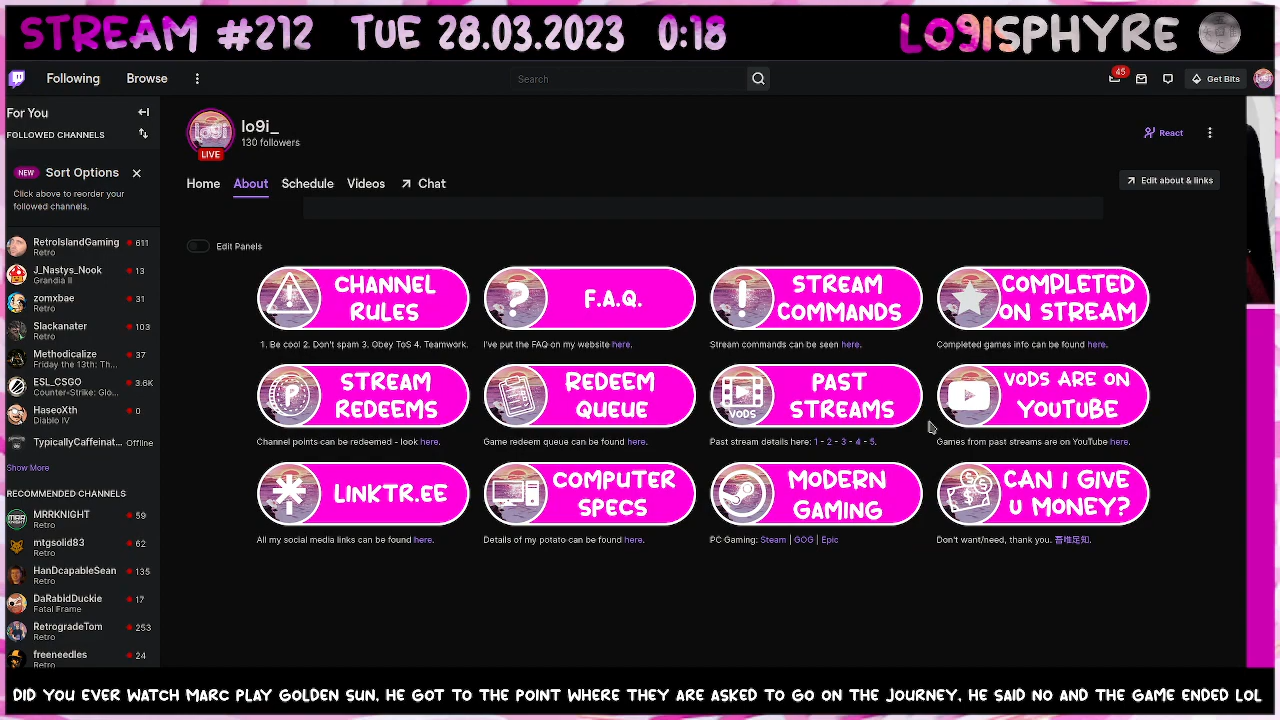 STREAM #212 TUE 28.03.2023 0:18 LO9ISPHYRE
Following Browse Search 45 Get Bits
For You
FOLLOWED CHANNELS
NEW Sort Options
Click above to reorder your
followed channels.
RetroIslandGaming 611
Retro
J_Nastys_Nook 13
Grandia II
zomxbae 31
Retro
Slackanater 103
Retro
Methodicalize 37
Friday the 13th: Th...
ESL_CSGO 3.6K
Counter-Strike: Glo...
HaseoXth 0
Diablo IV
TypicallyCaffeinat... Offline
Show More
RECOMMENDED CHANNELS
MRRKNIGHT 59
Retro
mtgsolid83 62
Retro
HanDcapableSean 135
Retro
DaRabidDuckie 17
Fatal Frame
RetrogradeTom 253
Retro
freeneedles 24
Retro
lo9i_
130 followers
LIVE
React
Home About Schedule Videos Chat
Edit about & links
Edit Panels
CHANNEL
RULES
1. Be cool 2. Don't spam 3. Obey ToS 4. Teamwork.
F.A.Q.
I've put the FAQ on my website here.
STREAM
COMMANDS
Stream commands can be seen here.
COMPLETED
ON STREAM
Completed games info can be found here.
STREAM
REDEEMS
Channel points can be redeemed - look here.
REDEEM
QUEUE
Game redeem queue can be found here.
VODS
PAST
STREAMS
Past stream details here: 1 - 2 - 3 - 4 - 5.
VODS ARE ON
YOUTUBE
Games from past streams are on YouTube here.
LINKTR.EE
All my social media links can be found here.
COMPUTER
SPECS
Details of my potato can be found here.
MODERN
GAMING
PC Gaming: Steam | GOG | Epic
CAN I GIVE
U MONEY?
Don't want/need, thank you. 吾唯足知.
DID YOU EVER WATCH MARC PLAY GOLDEN SUN, HE GOT TO THE POINT WHERE THEY ARE ASKED TO GO ON THE JOURNEY, HE SAID NO AND THE GAME ENDED LOL